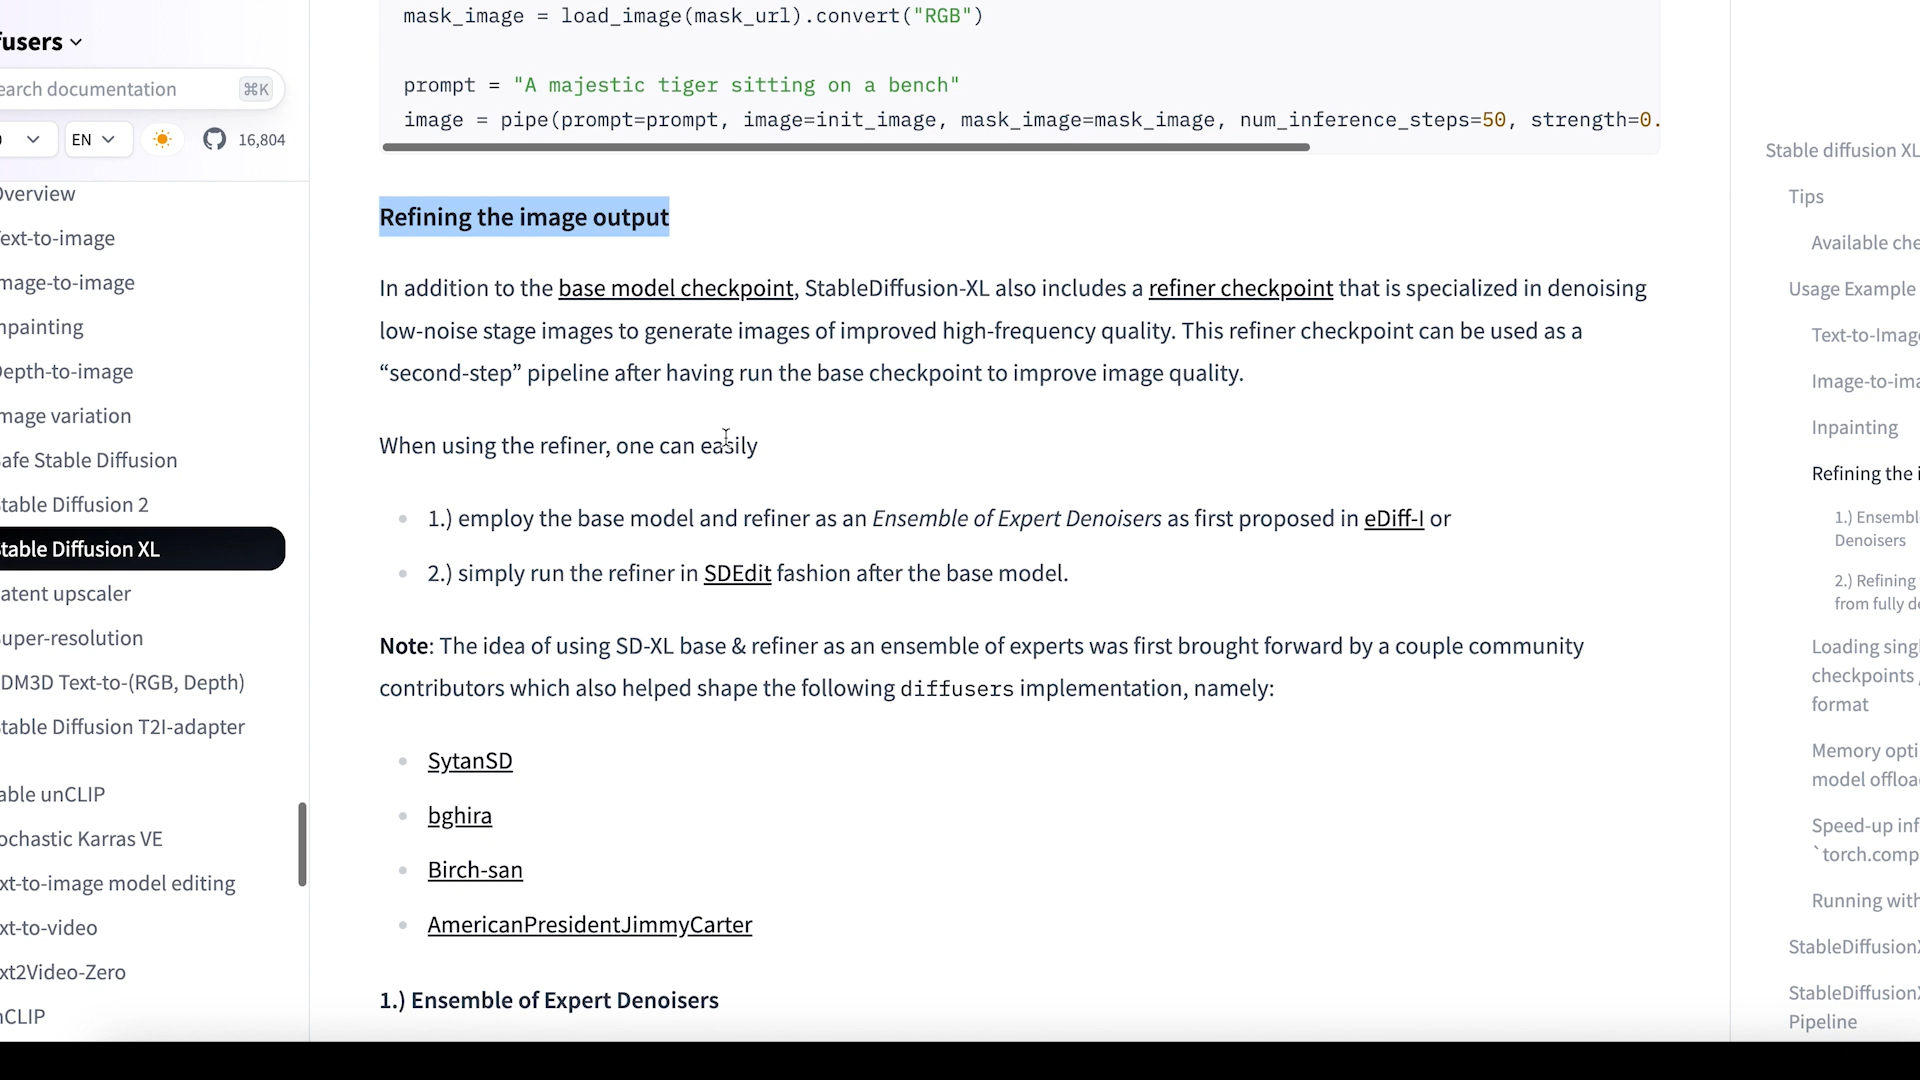 fusers
earch documentation
⌘K
EN
16,804
Overview
ext-to-image
mage-to-image
npainting
epth-to-image
mage variation
afe Stable Diffusion
table Diffusion 2
table Diffusion XL
atent upscaler
uper-resolution
DM3D Text-to-(RGB, Depth)
table Diffusion T2I-adapter
able unCLIP
ochastic Karras VE
xt-to-image model editing
xt-to-video
xt2Video-Zero
nCLIP
mask_image = load_image(mask_url).convert("RGB")
prompt = "A majestic tiger sitting on a bench"
image = pipe(prompt=prompt, image=init_image, mask_image=mask_image, num_inference_steps=50, strength=0.
Refining the image output
In addition to the base model checkpoint, StableDiffusion-XL also includes a refiner checkpoint that is specialized in denoising
low-noise stage images to generate images of improved high-frequency quality. This refiner checkpoint can be used as a
“second-step” pipeline after having run the base checkpoint to improve image quality.
When using the refiner, one can easily
1.) employ the base model and refiner as an Ensemble of Expert Denoisers as first proposed in eDiff-I or
2.) simply run the refiner in SDEdit fashion after the base model.
Note: The idea of using SD-XL base & refiner as an ensemble of experts was first brought forward by a couple community
contributors which also helped shape the following diffusers implementation, namely:
SytanSD
bghira
Birch-san
AmericanPresidentJimmyCarter
1.) Ensemble of Expert Denoisers
Stable diffusion XL
Tips
Available che
Usage Example
Text-to-Image
Image-to-ima
Inpainting
Refining the i
1.) Ensembl
Denoisers
2.) Refining
from fully de
Loading singl
checkpoints /
format
Memory opti
model offloa
Speed-up inf
`torch.comp
Running with
StableDiffusionX
StableDiffusionX
Pipeline